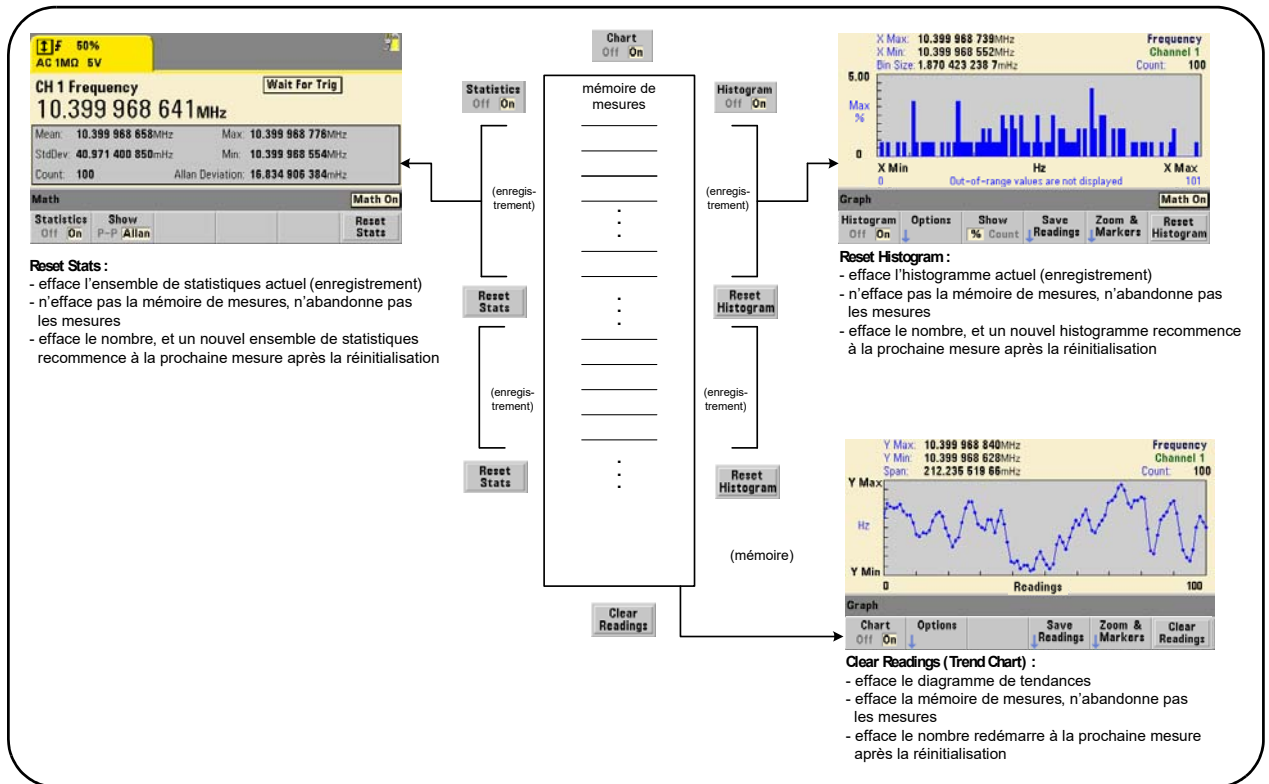 50%
AC 1MΩ 5V
CH 1 Frequency
Wait For Trig
10.399 968 641MHz
Mean: 10.399 968 658MHz Max: 10.399 968 776MHz
StdDev: 40.971 400 850mHz Min: 10.399 968 554MHz
Count: 100 Allan Deviation: 16.834 906 384mHz
Math Math On
Statistics Show Reset
Off On P-P Allan Stats
Reset Stats :
- efface l’ensemble de statistiques actuel (enregistrement)
- n’efface pas la mémoire de mesures, n’abandonne pas
les mesures
- efface le nombre, et un nouvel ensemble de statistiques
recommence à la prochaine mesure après la réinitialisation
Chart
Off On
Statistics
Off On
mémoire de
mesures
Histogram
Off On
(enregis-
trement)
(enregis-
trement)
Reset
Stats
Reset
Histogram
(enregis-
trement)
(enregis-
trement)
Reset
Stats
Reset
Histogram
(mémoire)
Clear
Readings
X Max: 10.399 968 739MHz Frequency
X Min: 10.399 968 552MHz Channel 1
Bin Size: 1.870 423 238 7mHz Count: 100
5.00
Max
%
0
X Min Hz X Max
0 Out-of-range values are not displayed 101
Graph Math On
Histogram Options Show Save Zoom & Reset
Off On % Count Readings Markers Histogram
Reset Histogram :
- efface l’histogramme actuel (enregistrement)
- n’efface pas la mémoire de mesures, n’abandonne pas
les mesures
- efface le nombre, et un nouvel histogramme recommence
à la prochaine mesure après la réinitialisation
Y Max: 10.399 968 840MHz Frequency
Y Min: 10.399 968 628MHz Channel 1
Span: 212.235 519 66mHz Count: 100
Y Max
Hz
Y Min
0 Readings 100
Graph
Chart Options Save Zoom & Clear
Off On Readings Markers Readings
Clear Readings (Trend Chart) :
- efface le diagramme de tendances
- efface la mémoire de mesures, n’abandonne pas
les mesures
- efface le nombre redémarre à la prochaine mesure
après la réinitialisation